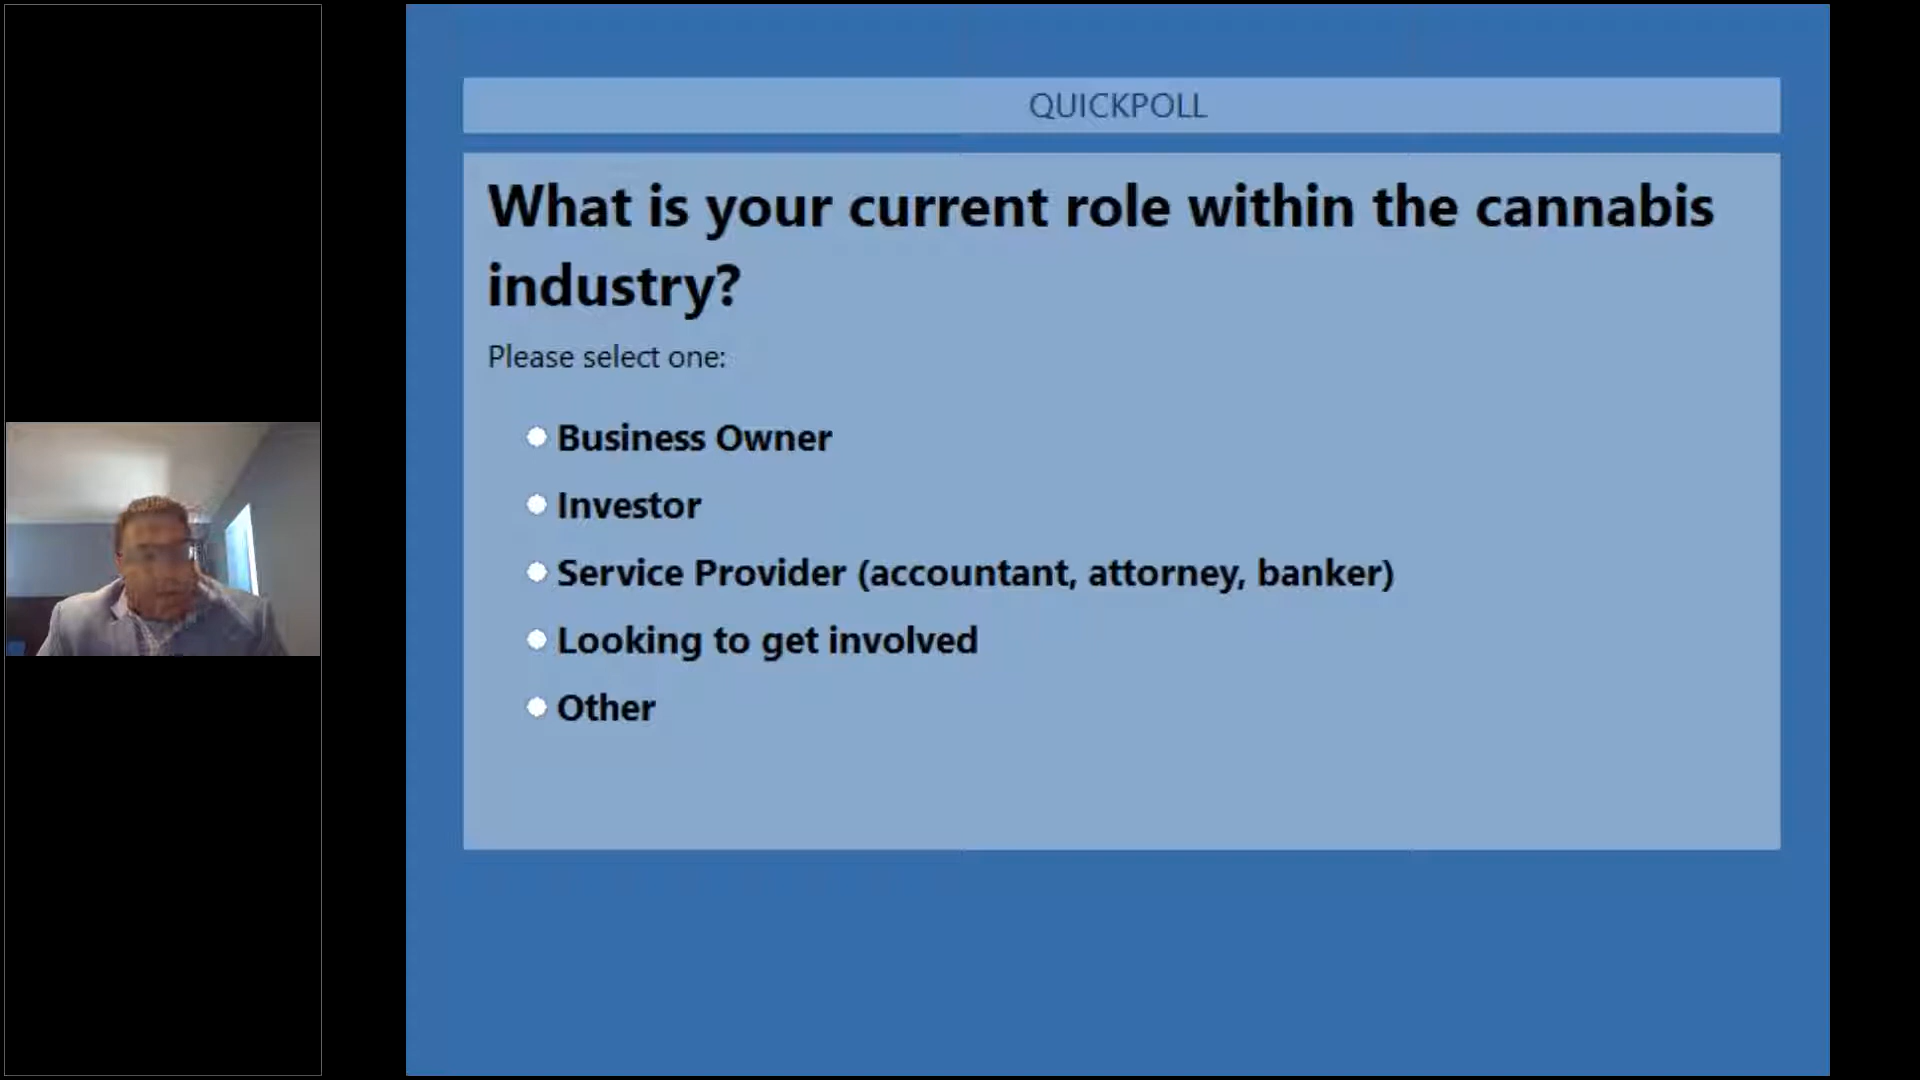 QUICKPOLL
What is your current role within the cannabis
industry?
Please select one:
Business Owner
Investor
Service Provider (accountant, attorney, banker)
Looking to get involved
Other